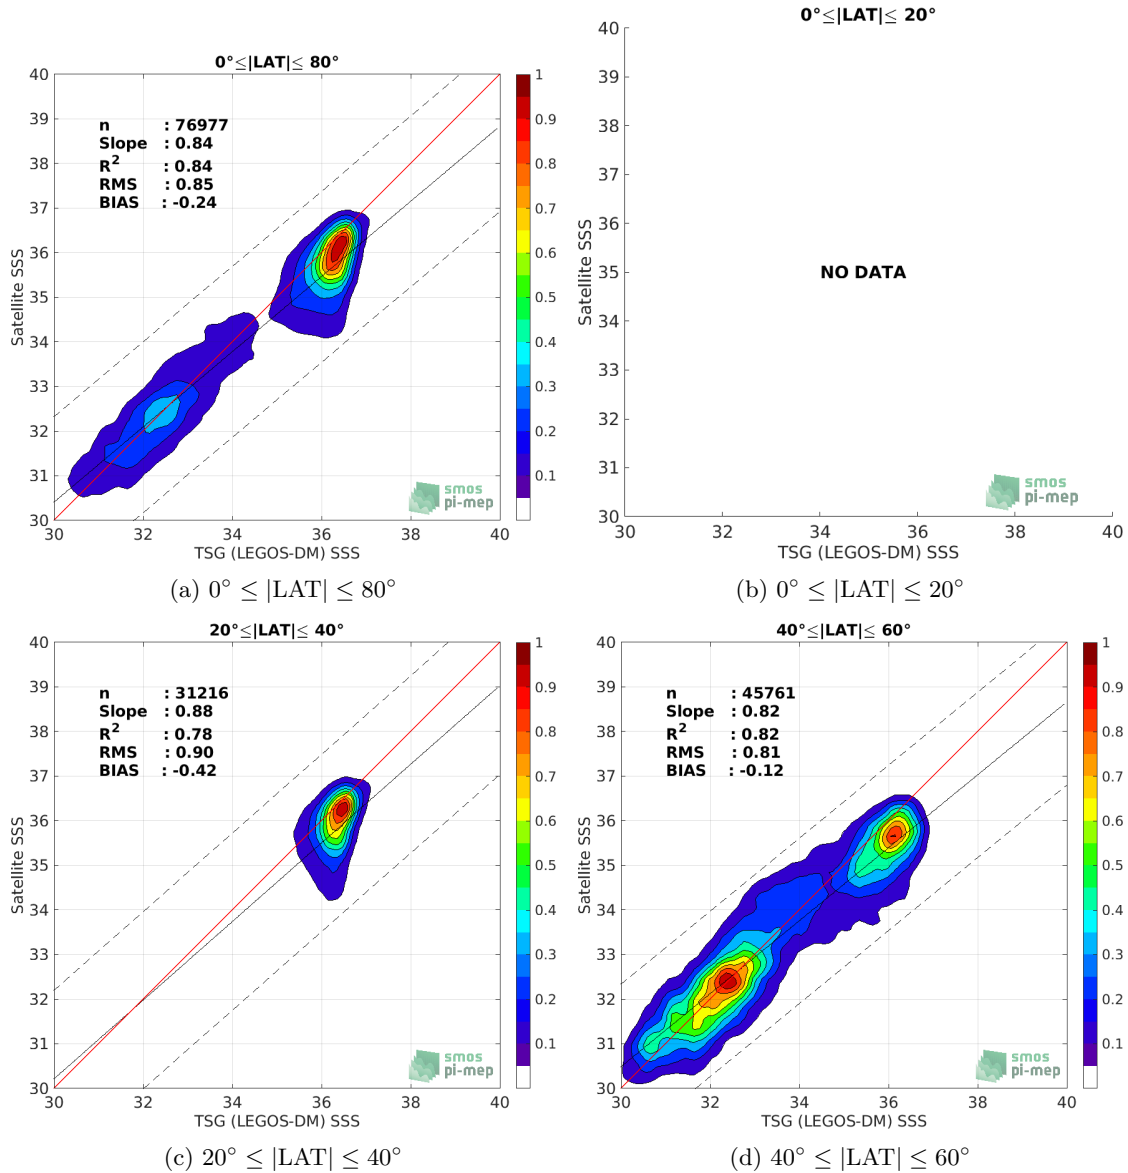 0°≤|LAT|≤ 80°
40
39
38
37
36
35
34
33
32
31
30
Satellite SSS
n : 76977
Slope : 0.84
R² : 0.84
RMS : 0.85
BIAS : -0.24
1
0.9
0.8
0.7
0.6
0.5
0.4
0.3
0.2
0.1
smos
pi-mep
30 32 34 36 38 40
TSG (LEGOS-DM) SSS
(a) 0° ≤ |LAT| ≤ 80°
0°≤|LAT|≤ 20°
40
39
38
37
36
35
34
33
32
31
30
Satellite SSS
NO DATA
smos
pi-mep
30 32 34 36 38 40
TSG (LEGOS-DM) SSS
(b) 0° ≤ |LAT| ≤ 20°
20°≤|LAT|≤ 40°
40
39
38
37
36
35
34
33
32
31
30
Satellite SSS
n : 31216
Slope : 0.88
R² : 0.78
RMS : 0.90
BIAS : -0.42
1
0.9
0.8
0.7
0.6
0.5
0.4
0.3
0.2
0.1
smos
pi-mep
30 32 34 36 38 40
TSG (LEGOS-DM) SSS
(c) 20° ≤ |LAT| ≤ 40°
40°≤|LAT|≤ 60°
40
39
38
37
36
35
34
33
32
31
30
Satellite SSS
n : 45761
Slope : 0.82
R² : 0.82
RMS : 0.81
BIAS : -0.12
1
0.9
0.8
0.7
0.6
0.5
0.4
0.3
0.2
0.1
smos
pi-mep
30 32 34 36 38 40
TSG (LEGOS-DM) SSS
(d) 40° ≤ |LAT| ≤ 60°